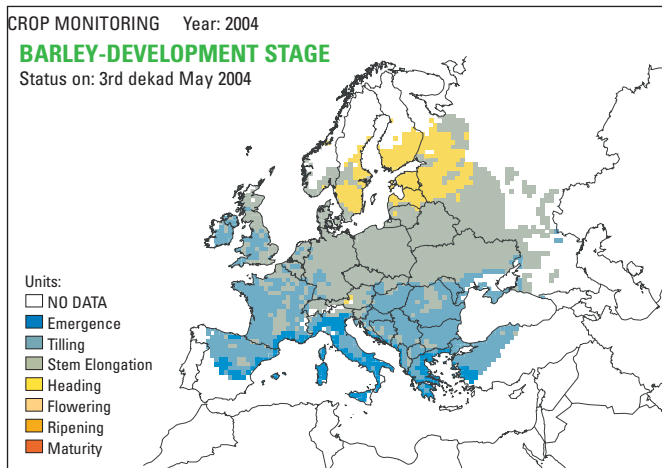 CROP MONITORING Year: 2004
BARLEY-DEVELOPMENT STAGE
Status on: 3rd dekad May 2004
Units:
NO DATA
Emergence
Tilling
Stem Elongation
Heading
Flowering
Ripening
Maturity